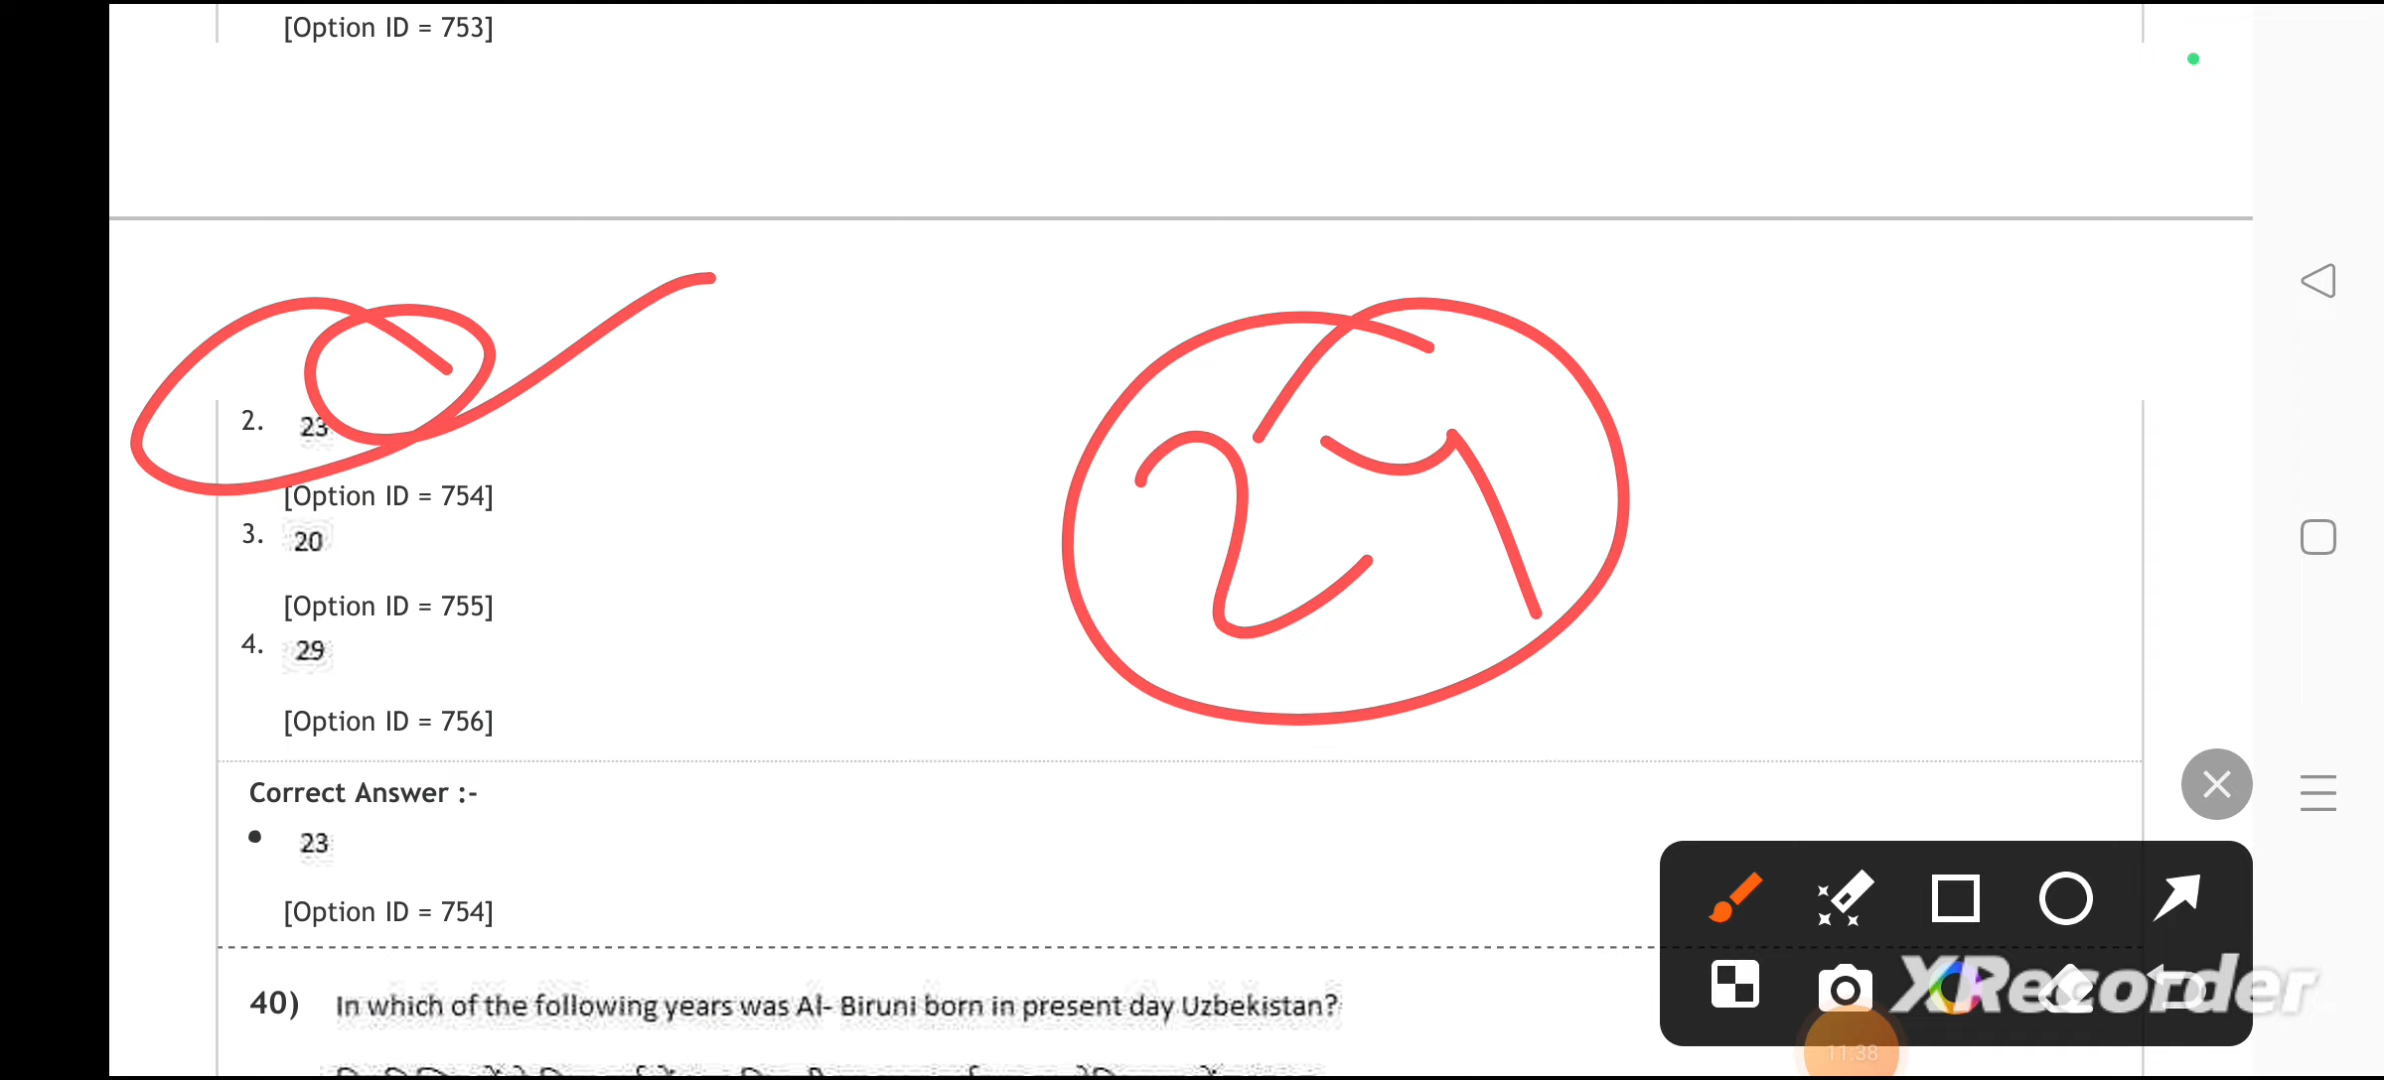 [Option ID = 753]
2. 23
[Option ID = 754]
3. 20
[Option ID = 755]
4. 29
[Option ID = 756]
Correct Answer :-
• 23
[Option ID = 754]
40) In which of the following years was Al- Biruni born in present day Uzbekistan?
XRecorder
11:38